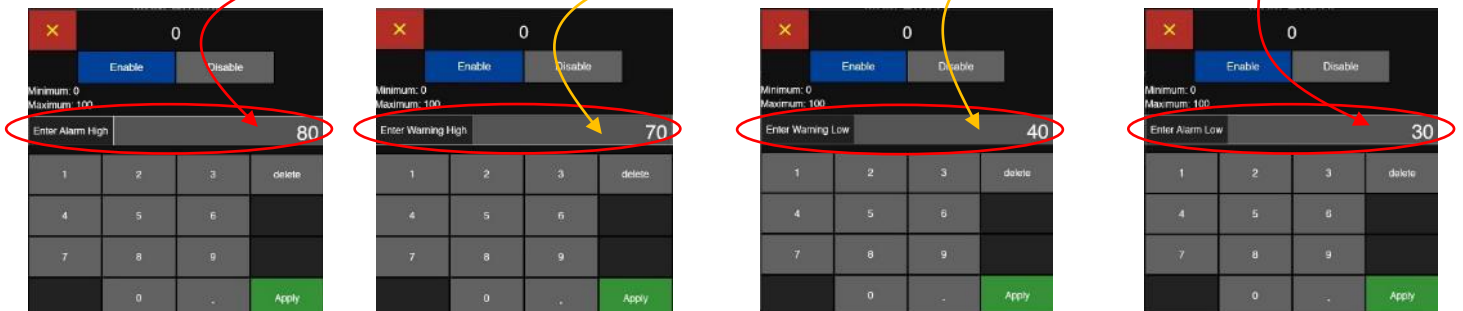 × 0
Enable Disable
Minimum: 0
Maximum: 100
Enter Alarm High 80
1 2 3 delete
4 5 6
7 8 9
0 . Apply
× 0
Enable Disable
Minimum: 0
Maximum: 100
Enter Warning High 70
1 2 3 delete
4 5 6
7 8 9
0 . Apply
× 0
Enable Disable
Minimum: 0
Maximum: 100
Enter Warning Low 40
1 2 3 delete
4 5 6
7 8 9
0 . Apply
× 0
Enable Disable
Minimum: 0
Maximum: 100
Enter Alarm Low 30
1 2 3 delete
4 5 6
7 8 9
0 . Apply